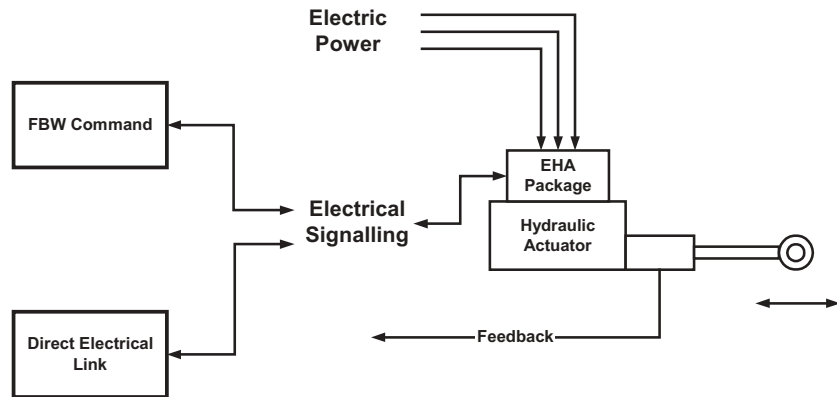 Electric
Power
FBW Command
EHA
Package
Electrical
Signalling
Hydraulic
Actuator
Direct Electrical
Link
Feedback